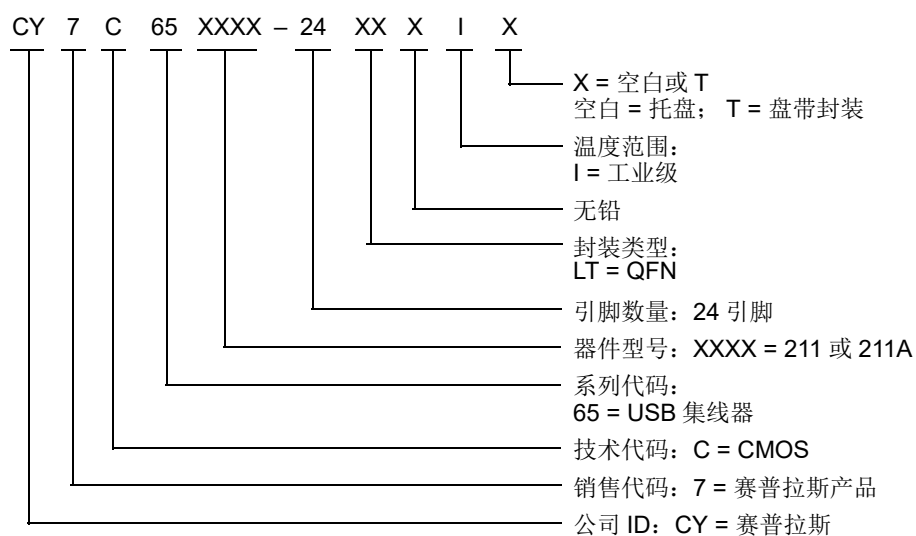 CY 7 C 65 XXXX – 24 XX X I X
X = 空白或 T
空白 = 托盘； T = 盘带封装
温度范围：
I = 工业级
无铅
封装类型：
LT = QFN
引脚数量：24 引脚
器件型号：XXXX = 211 或 211A
系列代码：
65 = USB 集线器
技术代码：C = CMOS
销售代码：7 = 赛普拉斯产品
公司 ID：CY = 赛普拉斯